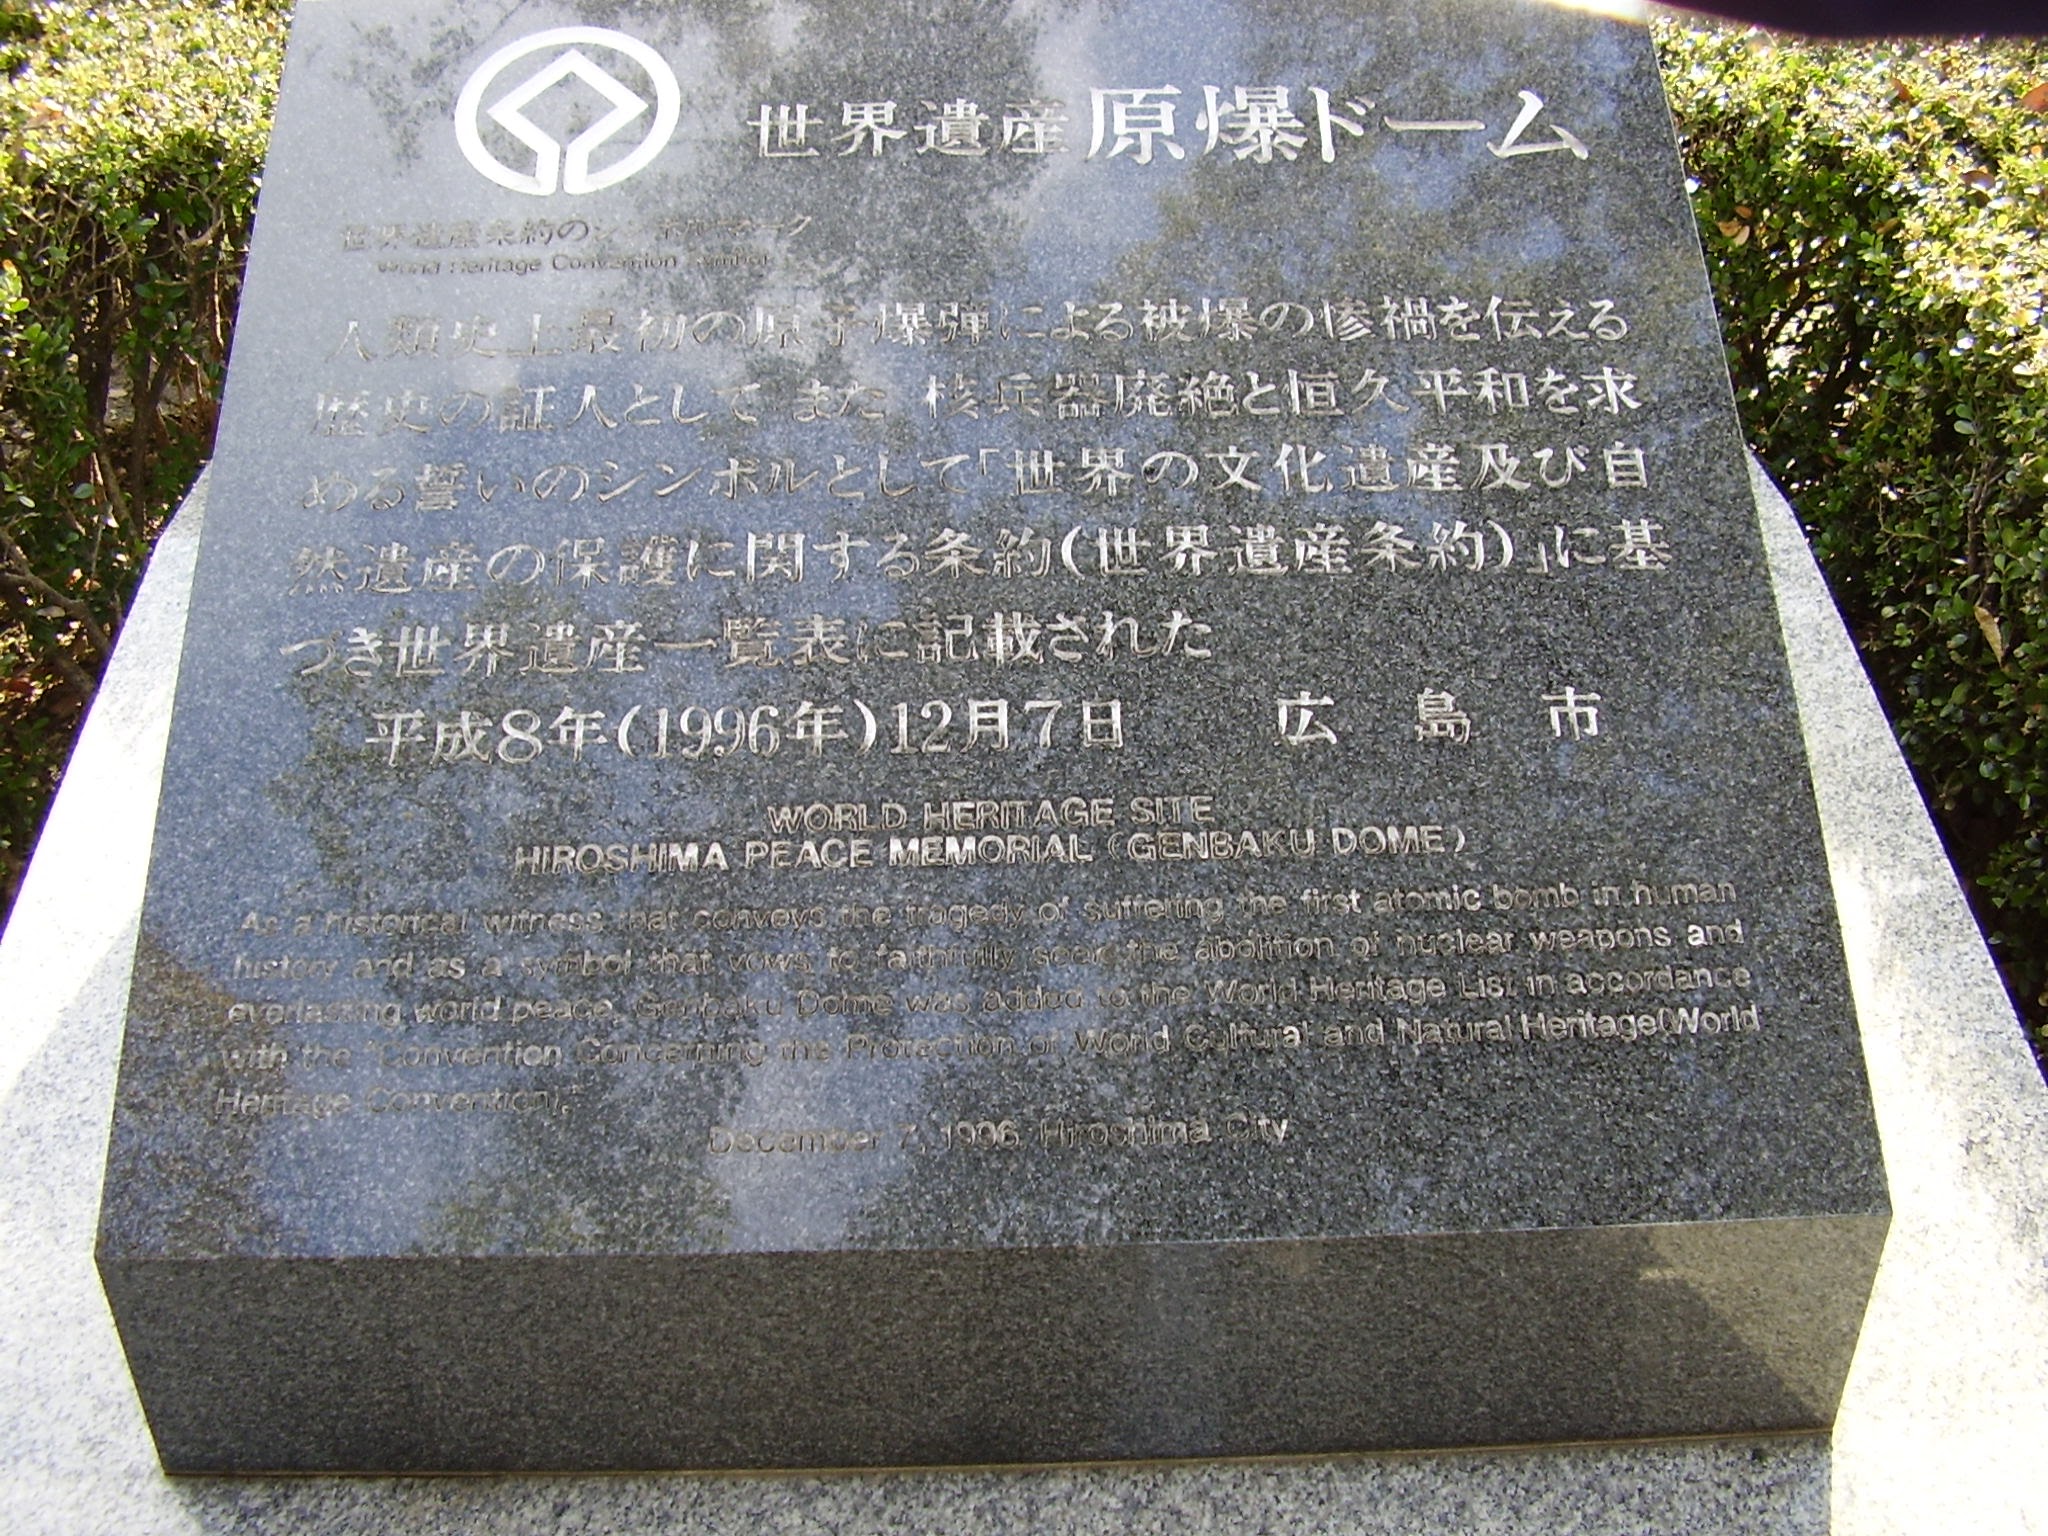 世界遺産 原爆ドーム
世界遺産条約のシンボルマーク
World Heritage Convention Symbol
人類史上最初の原子爆弾による被爆の惨禍を伝える
歴史の証人として また 核兵器廃絶と恒久平和を求
める誓いのシンボルとして「世界の文化遺産及び自
然遺産の保護に関する条約(世界遺産条約)」に基
づき世界遺産一覧表に記載された
平成8年(1996年)12月7日 広島市
WORLD HERITAGE SITE
HIROSHIMA PEACE MEMORIAL (GENBAKU DOME)
As a historical witness that conveys the tragedy of suffering the first atomic bomb in human
history and as a symbol that vows to faithfully seek the abolition of nuclear weapons and
everlasting world peace, Genbaku Dome was added to the World Heritage List in accordance
with the "Convention Concerning the Protection of World Cultural and Natural Heritage(World
Heritage Convention)."
December 7, 1996 Hiroshima City